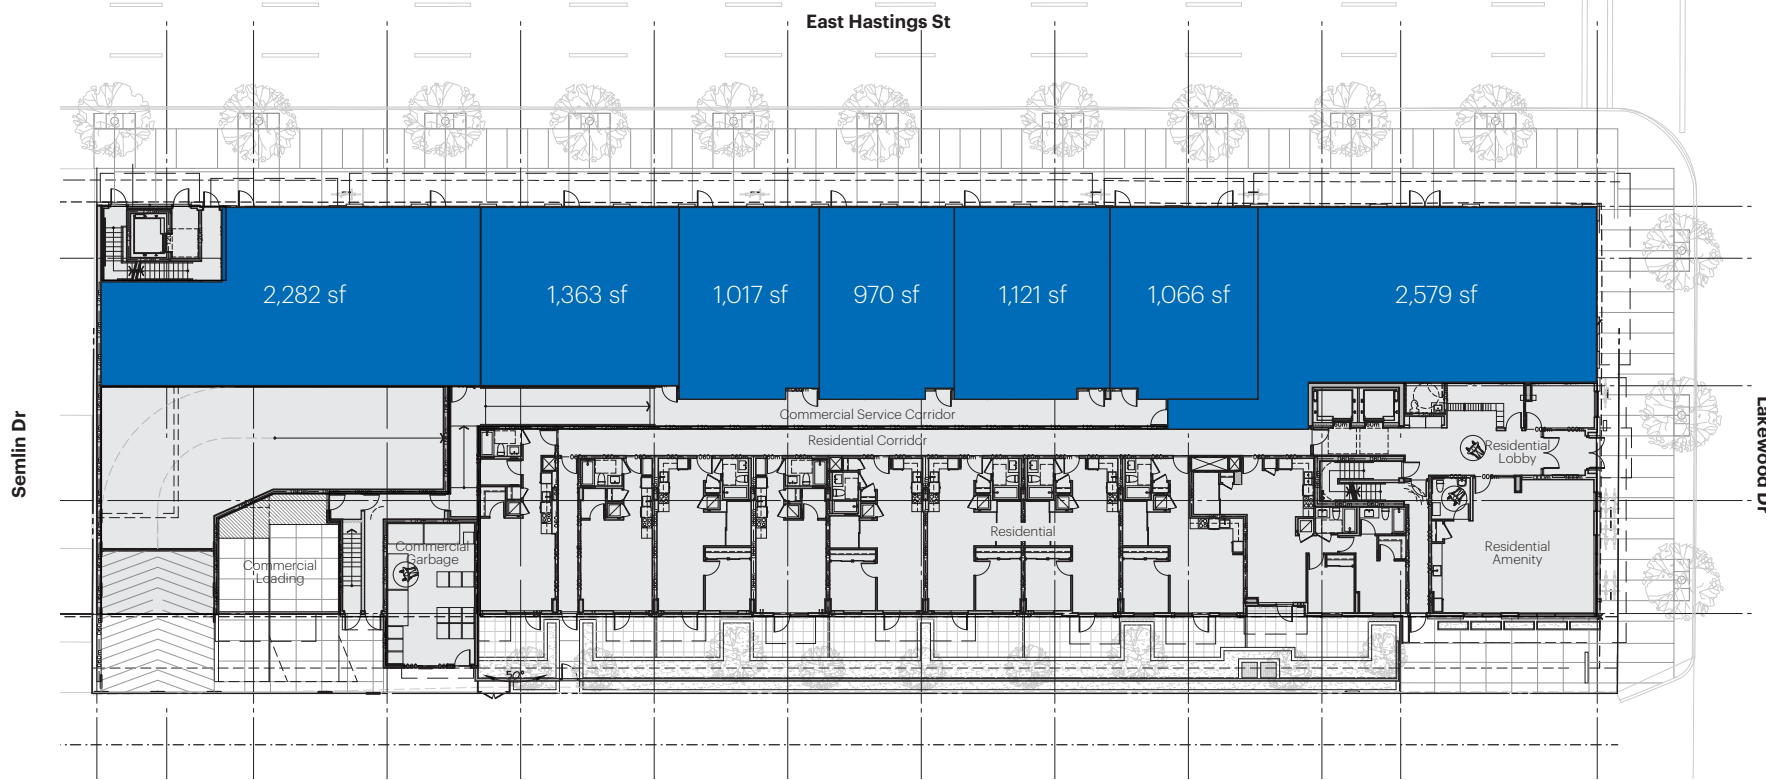 East Hastings St
2,282 sf
1,363 sf
1,017 sf
970 sf
1,121 sf
1,066 sf
2,579 sf
Commercial Service Corridor
Residential Corridor
Semlin Dr
Lakewood Dr
Residential
Lobby
Residential
Commercial
Garbage
Commercial
Loading
Residential
Amenity
50'